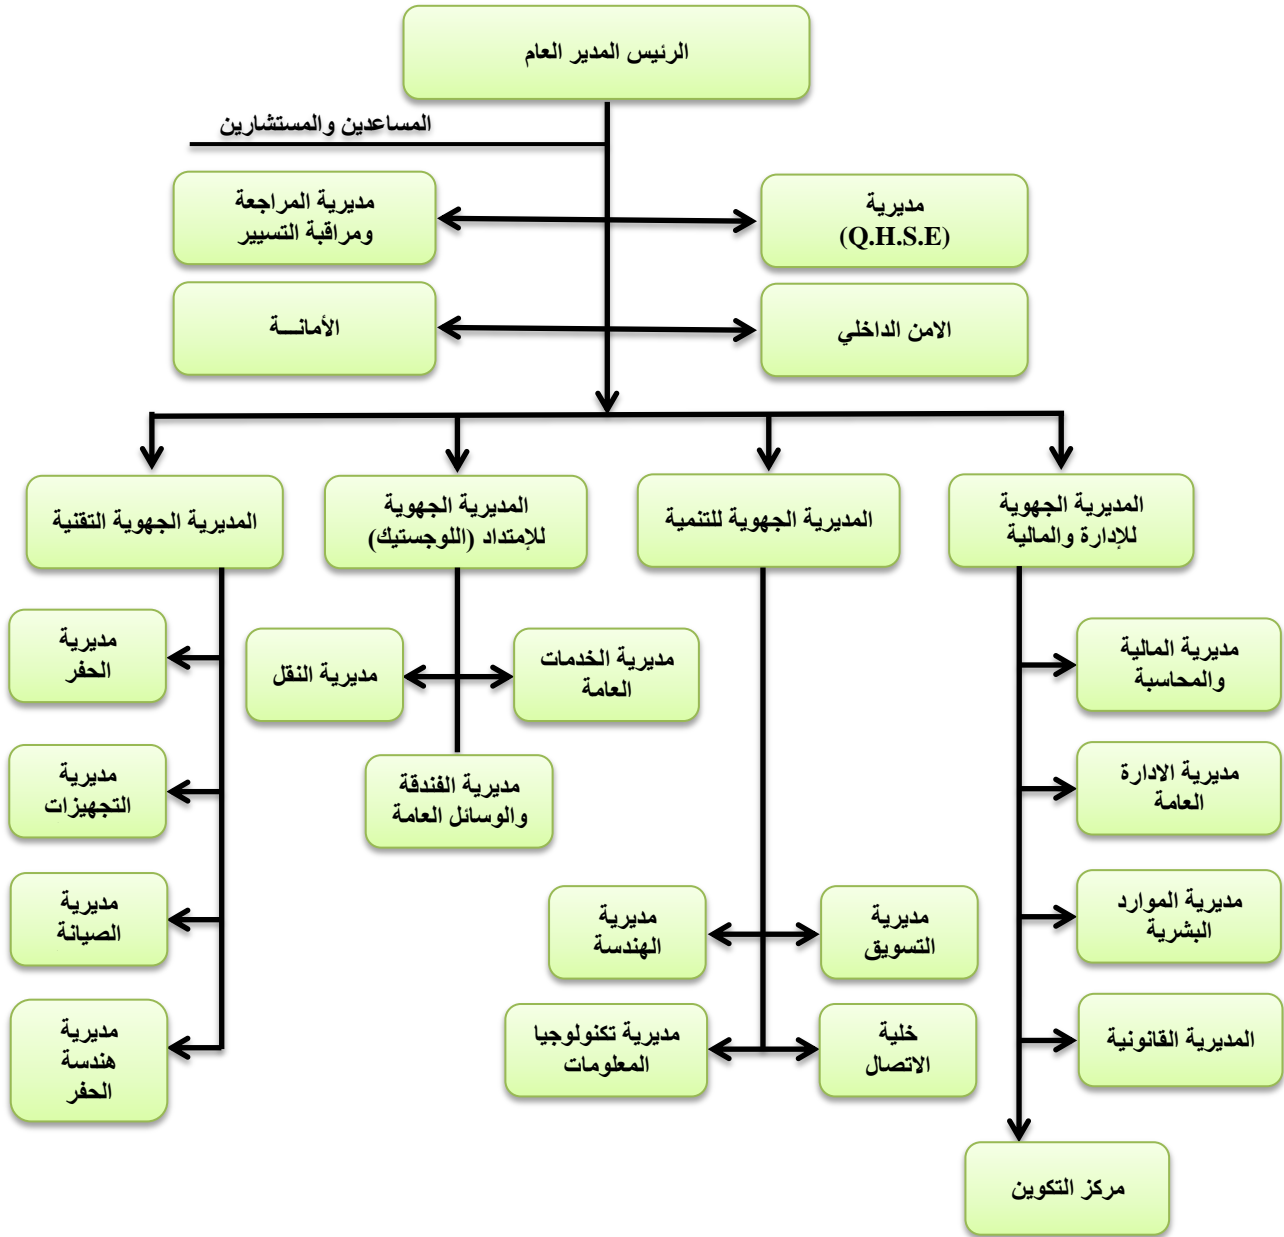 الرئيس المدير العام
المساعدين والمستشارين
مديرية
(Q.H.S.E)
مديرية المراجعة
ومراقبة التسيير
الامن الداخلي
الأمانـــة
المديرية الجهوية
للإدارة والمالية
المديرية الجهوية للتنمية
المديرية الجهوية
للإمتداد (اللوجستيك)
المديرية الجهوية التقنية
مديرية المالية
والمحاسبة
مديرية الادارة
العامة
مديرية الموارد
البشرية
المديرية القانونية
مركز التكوين
مديرية
التسويق
مديرية
الهندسة
خلية
الاتصال
مديرية تكنولوجيا
المعلومات
مديرية الخدمات
العامة
مديرية النقل
مديرية الفندقة
والوسائل العامة
مديرية
الحفر
مديرية
التجهيزات
مديرية
الصيانة
مديرية
هندسة
الحفر